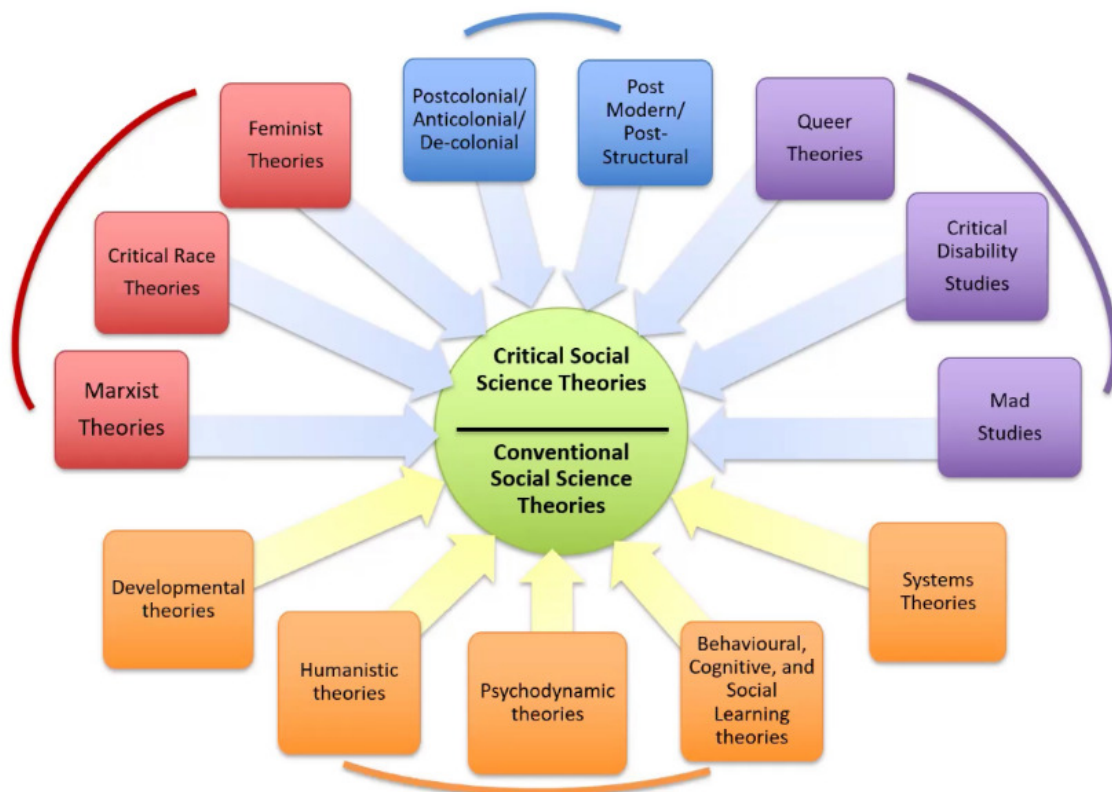 Postcolonial/
Anticolonial/
De-colonial
Post
Modern/
Post-
Structural
Feminist
Theories
Queer
Theories
Critical Race
Theories
Critical
Disability
Studies
Marxist
Theories
Mad
Studies
Critical Social
Science Theories
Conventional
Social Science
Theories
Developmental
theories
Humanistic
theories
Psychodynamic
theories
Behavioural,
Cognitive, and
Social
Learning
theories
Systems
Theories